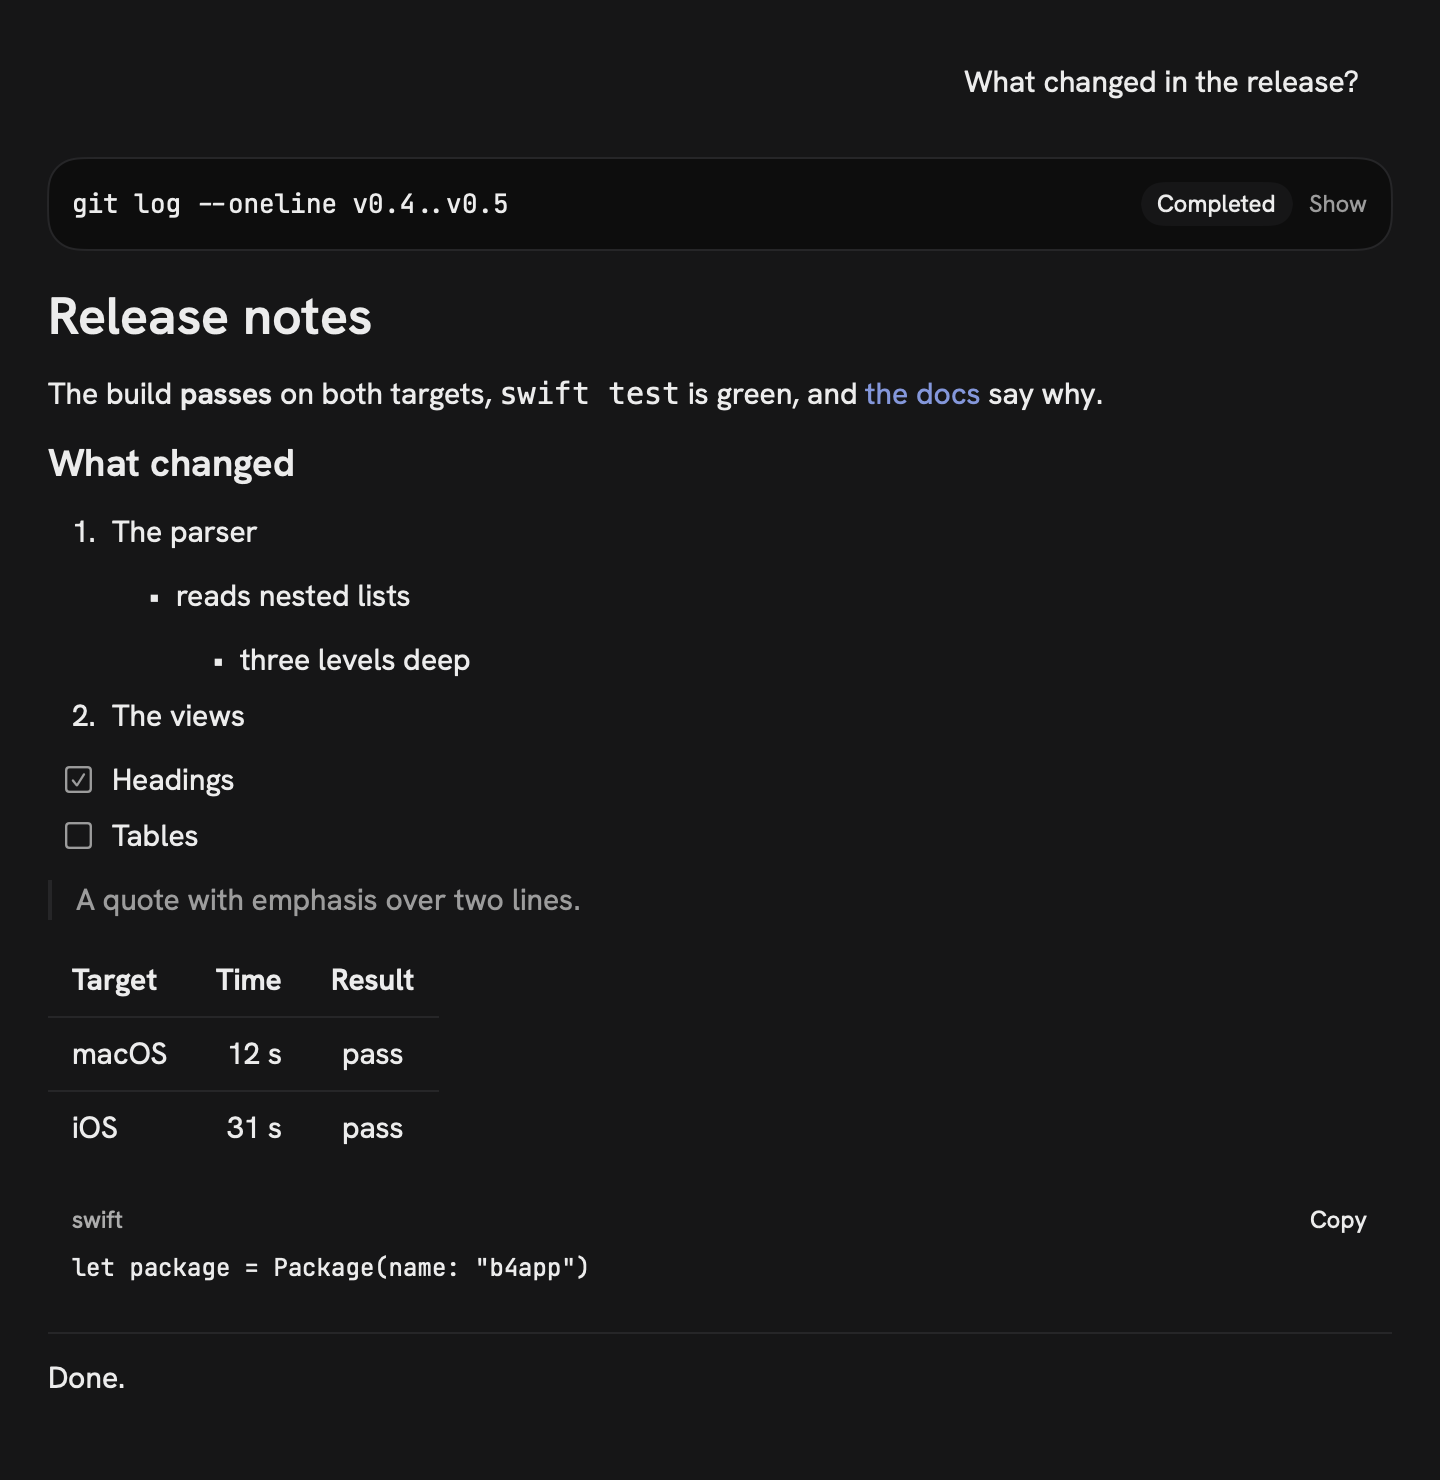 What changed in the release?
git log --oneline v0.4..v0.5 Completed Show
Release notes
The build passes on both targets, swift test is green, and the docs say why.
What changed
1. The parser
▪ reads nested lists
▪ three levels deep
2. The views
Headings
Tables
A quote with emphasis over two lines.
Target Time Result
macOS 12 s pass
iOS 31 s pass
swift Copy
let package = Package(name: "b4app")
Done.